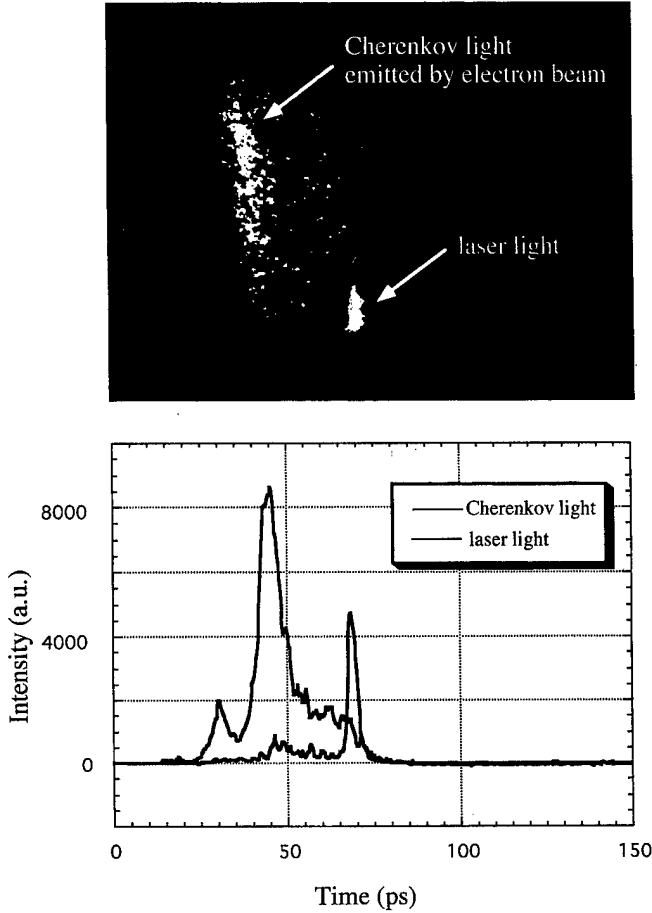 Cherenkov light
emitted by electron beam
laser light
8000
Cherenkov light
laser light
4000
Intensity (a.u.)
0
0
50
100
150
Time (ps)